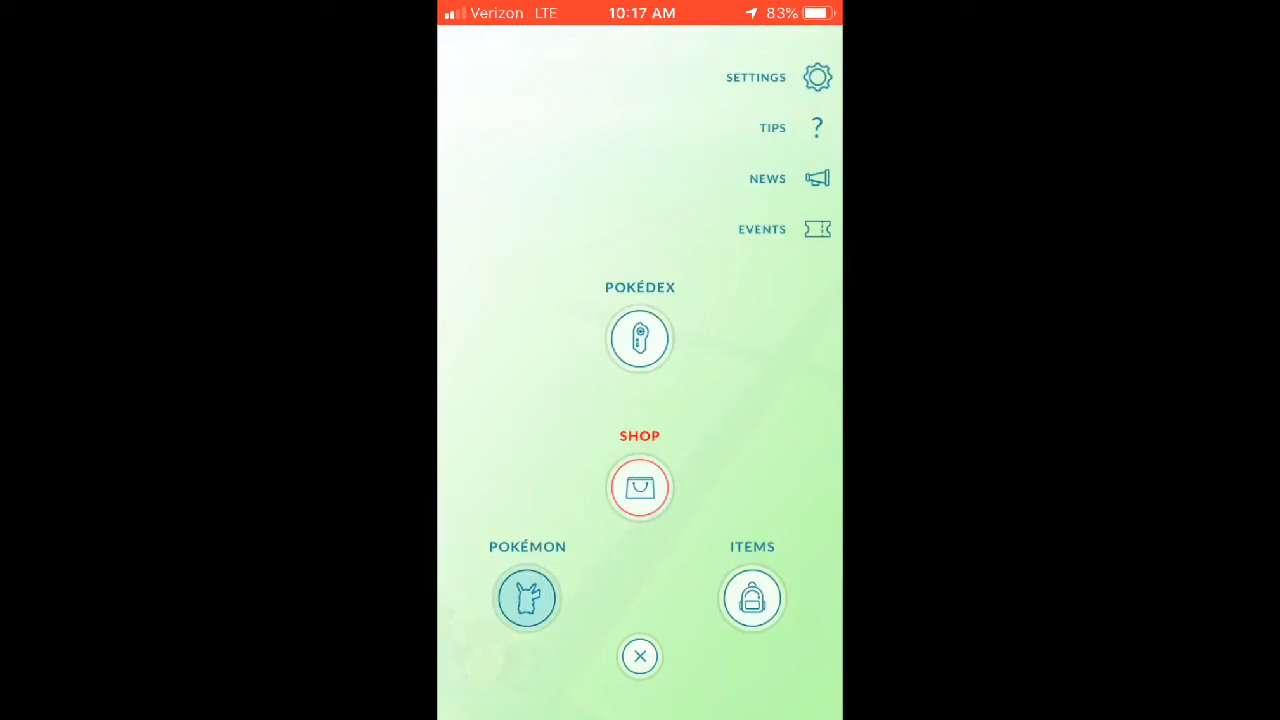 Verizon LTE 10:17 AM 83%
SETTINGS
TIPS ?
NEWS
EVENTS
POKÉDEX
SHOP
POKÉMON ITEMS